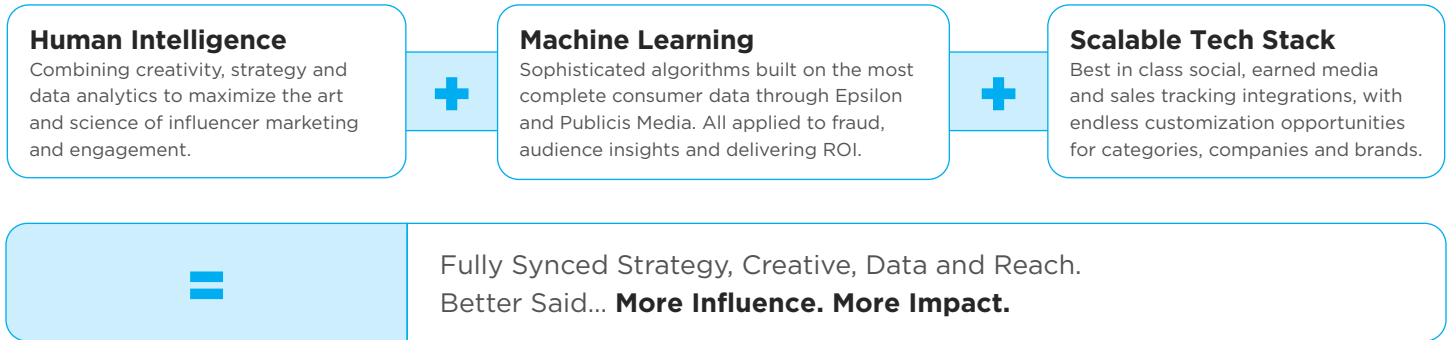 Human Intelligence
Combining creativity, strategy and
data analytics to maximize the art
and science of influencer marketing
and engagement.
+
Machine Learning
Sophisticated algorithms built on the most
complete consumer data through Epsilon
and Publicis Media. All applied to fraud,
audience insights and delivering ROI.
+
Scalable Tech Stack
Best in class social, earned media
and sales tracking integrations, with
endless customization opportunities
for categories, companies and brands.
=
Fully Synced Strategy, Creative, Data and Reach.
Better Said... More Influence. More Impact.